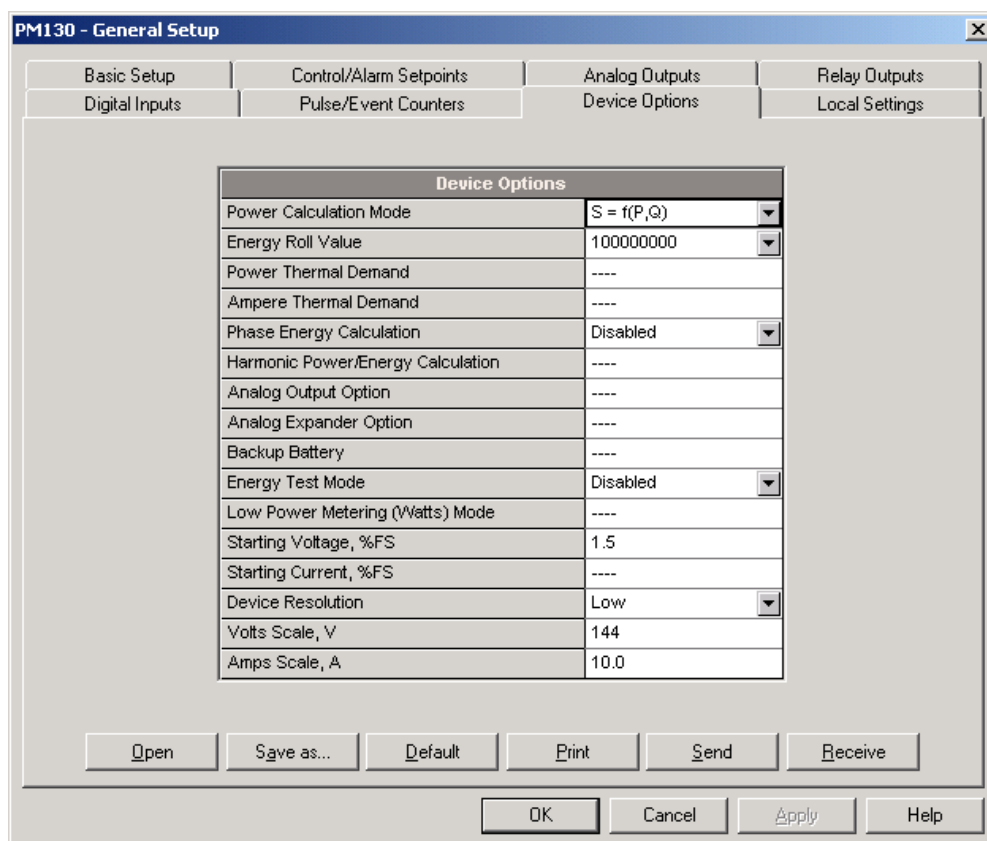 PM130 - General Setup
Basic Setup Control/Alarm Setpoints Analog Outputs Relay Outputs
Digital Inputs Pulse/Event Counters Device Options Local Settings
Device Options
Power Calculation Mode S = f(P,Q)
Energy Roll Value 100000000
Power Thermal Demand ----
Ampere Thermal Demand ----
Phase Energy Calculation Disabled
Harmonic Power/Energy Calculation ----
Analog Output Option ----
Analog Expander Option ----
Backup Battery ----
Energy Test Mode Disabled
Low Power Metering (Watts) Mode ----
Starting Voltage, %FS 1.5
Starting Current, %FS ----
Device Resolution Low
Volts Scale, V 144
Amps Scale, A 10.0
Open Save as... Default Print Send Receive
OK Cancel Apply Help